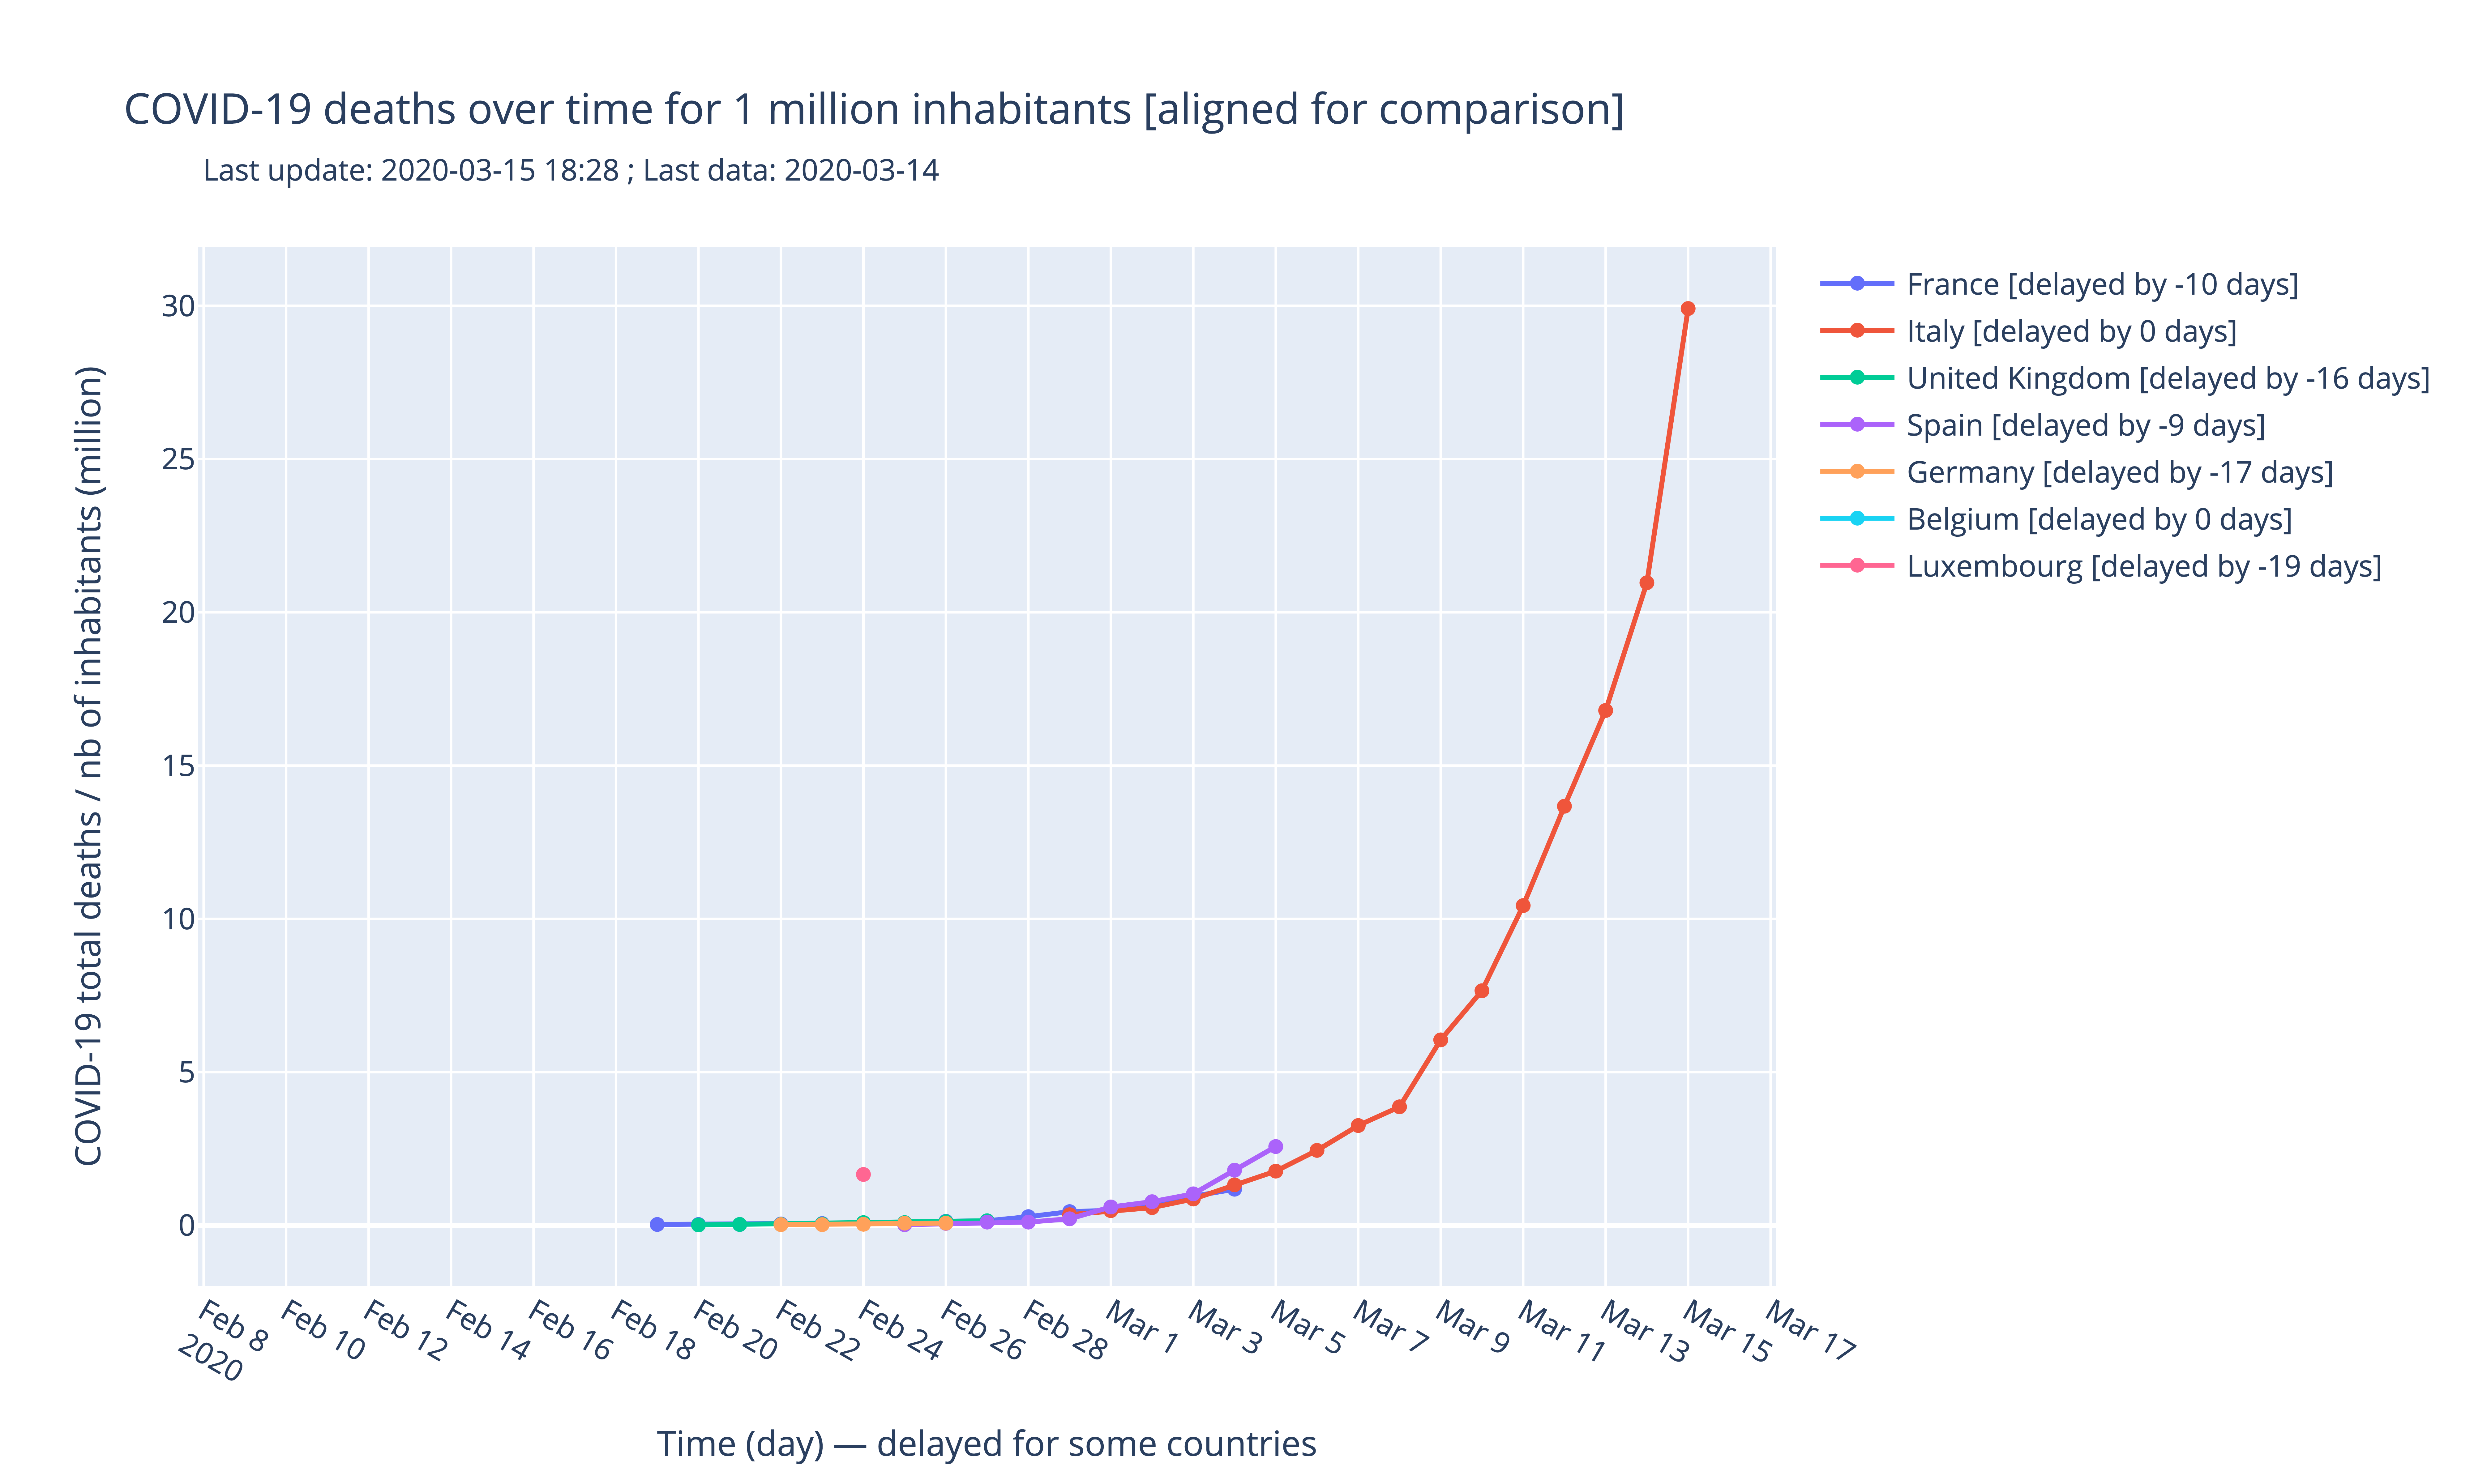 COVID-19 deaths over time for 1 million inhabitants [aligned for comparison]
Last update: 2020-03-15 18:28 ; Last data: 2020-03-14
COVID-19 total deaths / nb of inhabitants (million)
30
25
20
15
10
5
0
Feb 8
2020
Feb 10
Feb 12
Feb 14
Feb 16
Feb 18
Feb 20
Feb 22
Feb 24
Feb 26
Feb 28
Mar 1
Mar 3
Mar 5
Mar 7
Mar 9
Mar 11
Mar 13
Mar 15
Mar 17
Time (day) — delayed for some countries
France [delayed by -10 days]
Italy [delayed by 0 days]
United Kingdom [delayed by -16 days]
Spain [delayed by -9 days]
Germany [delayed by -17 days]
Belgium [delayed by 0 days]
Luxembourg [delayed by -19 days]